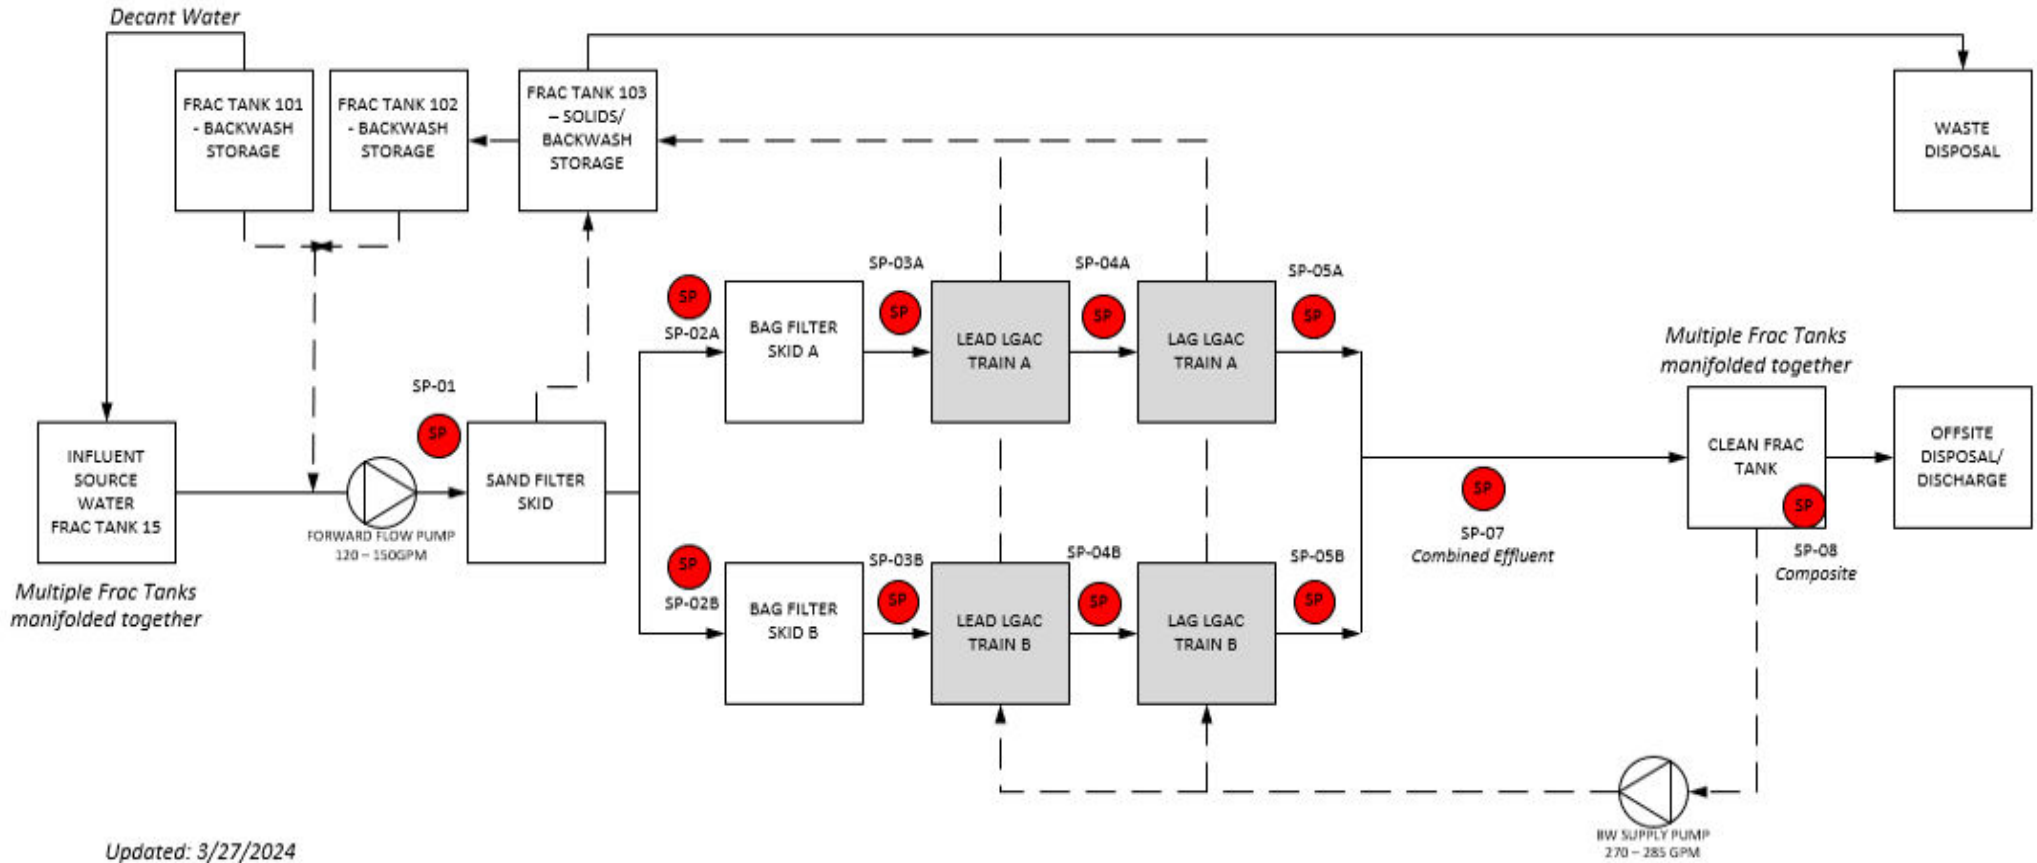 Decant Water
FRAC TANK 101
- BACKWASH
STORAGE
FRAC TANK 102
- BACKWASH
STORAGE
FRAC TANK 103
– SOLIDS/
BACKWASH
STORAGE
WASTE
DISPOSAL
SP-03A
SP-04A
SP-05A
SP
SP
SP
SP
SP-02A
BAG FILTER
SKID A
LEAD LGAC
TRAIN A
LAG LGAC
TRAIN A
Multiple Frac Tanks
manifolded together
SP-01
SP
INFLUENT
SOURCE
WATER
FRAC TANK 15
SAND FILTER
SKID
CLEAN FRAC
TANK
OFFSITE
DISPOSAL/
DISCHARGE
SP
SP
SP-07
Combined Effluent
SP-08
Composite
FORWARD FLOW PUMP
120 – 150GPM
Multiple Frac Tanks
manifolded together
SP-03B
SP-04B
SP-05B
SP
SP
SP
SP
SP-02B
BAG FILTER
SKID B
LEAD LGAC
TRAIN B
LAG LGAC
TRAIN B
BW SUPPLY PUMP
270 – 285 GPM
Updated: 3/27/2024